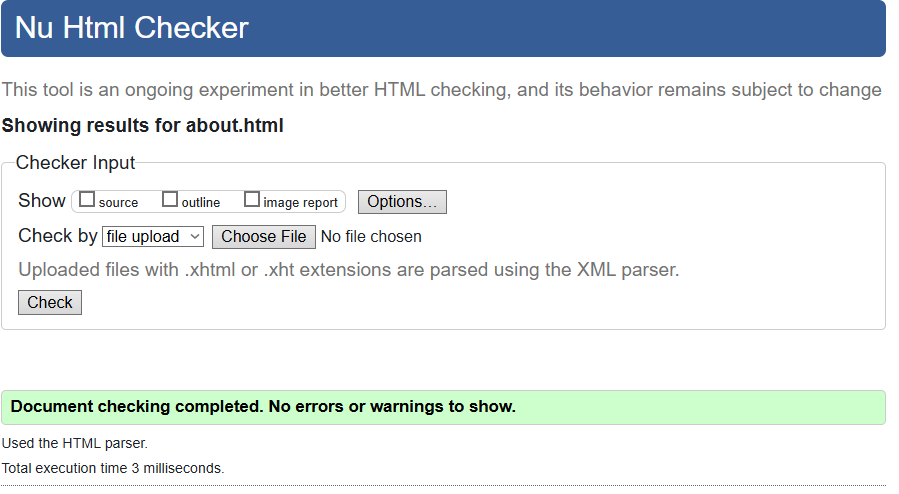 Nu Html Checker
This tool is an ongoing experiment in better HTML checking, and its behavior remains subject to change
Showing results for about.html
Checker Input
Show source outline image report Options...
Check by file upload Choose File No file chosen
Uploaded files with .xhtml or .xht extensions are parsed using the XML parser.
Check
Document checking completed. No errors or warnings to show.
Used the HTML parser.
Total execution time 3 milliseconds.